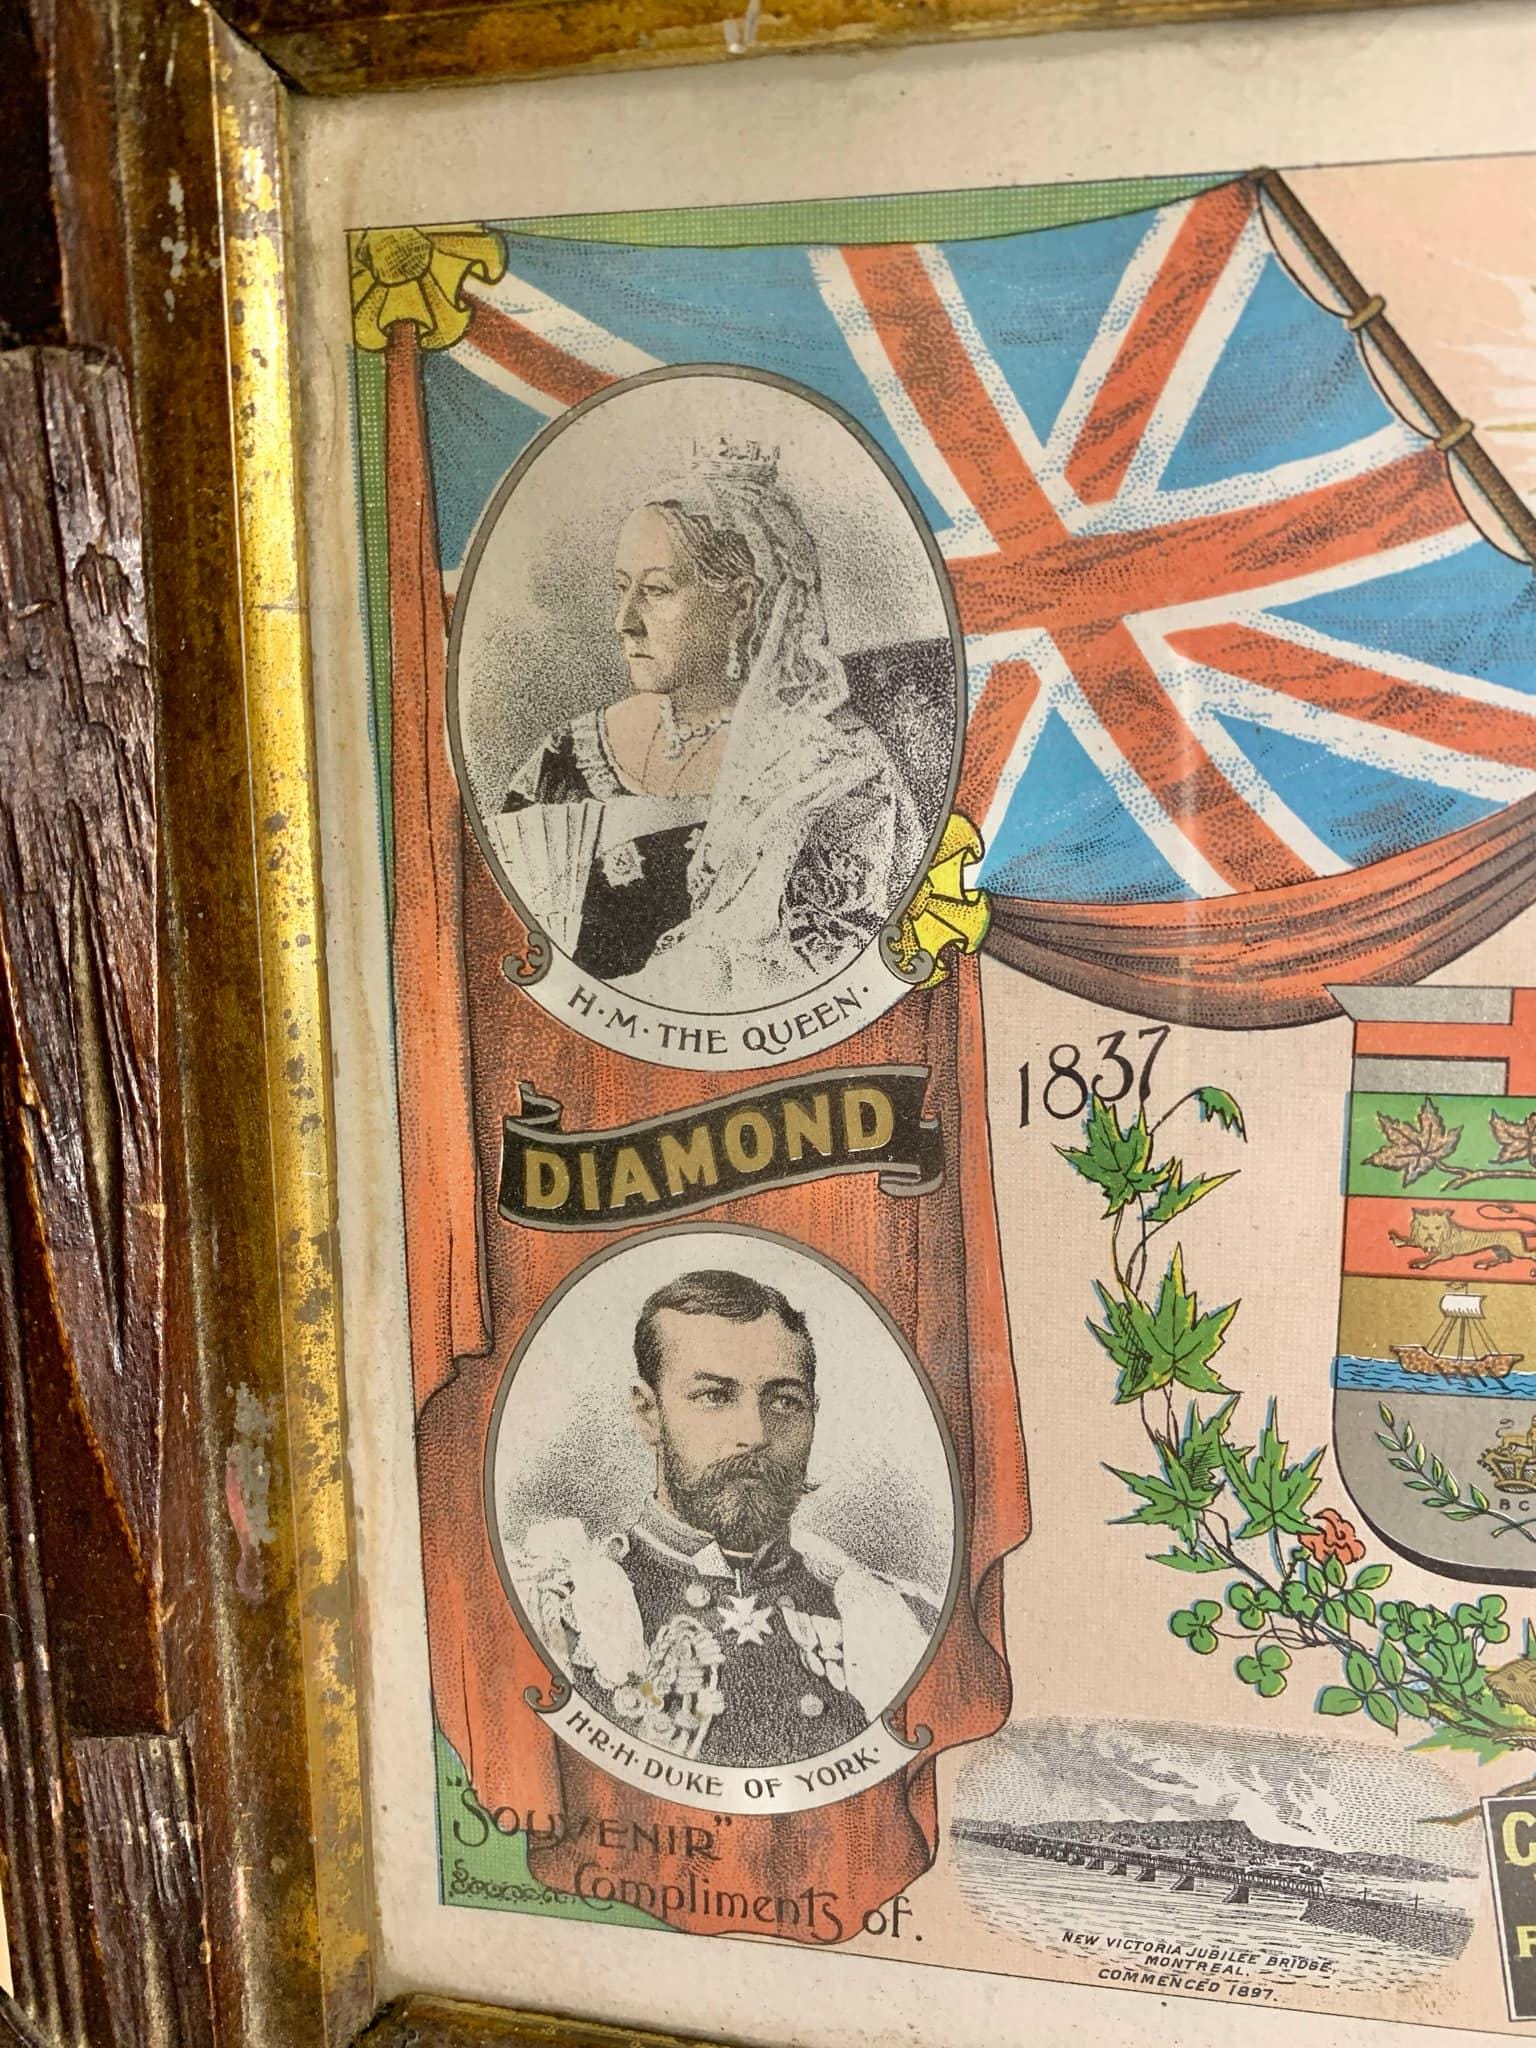 H·M·THE QUEEN·
DIAMOND
1837
H·R·H·DUKE OF YORK·
"SOUVENIR"
Compliments of.
NEW VICTORIA JUBILEE BRIDGE,
MONTREAL.
COMMENCED 1897.
B C